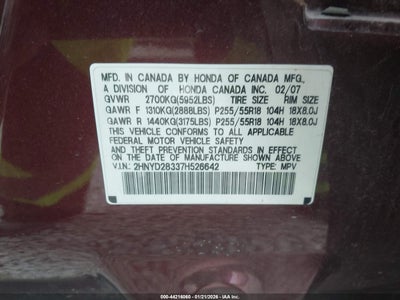 MFD. IN CANADA BY HONDA OF CANADA MFG.,
A DIVISION OF HONDA CANADA INC. 02/07
GVWR 2700KG(5952LBS) TIRE SIZE RIM SIZE
GAWR F 1310KG(2888LBS) P255/55R18 104H 18X8.0J
GAWR R 1440KG(3175LBS) P255/55R18 104H 18X8.0J
THIS VEHICLE CONFORMS TO ALL APPLICABLE
FEDERAL MOTOR VEHICLE SAFETY
AND THEFT PREVENTION STANDARDS IN EFFECT ON THE
DATE OF MANUFACTURE SHOWN ABOVE.
V.I.N.: 2HNYD28337H526642 TYPE: MPV
000-44216060 - 01/21/2026 - IAAI